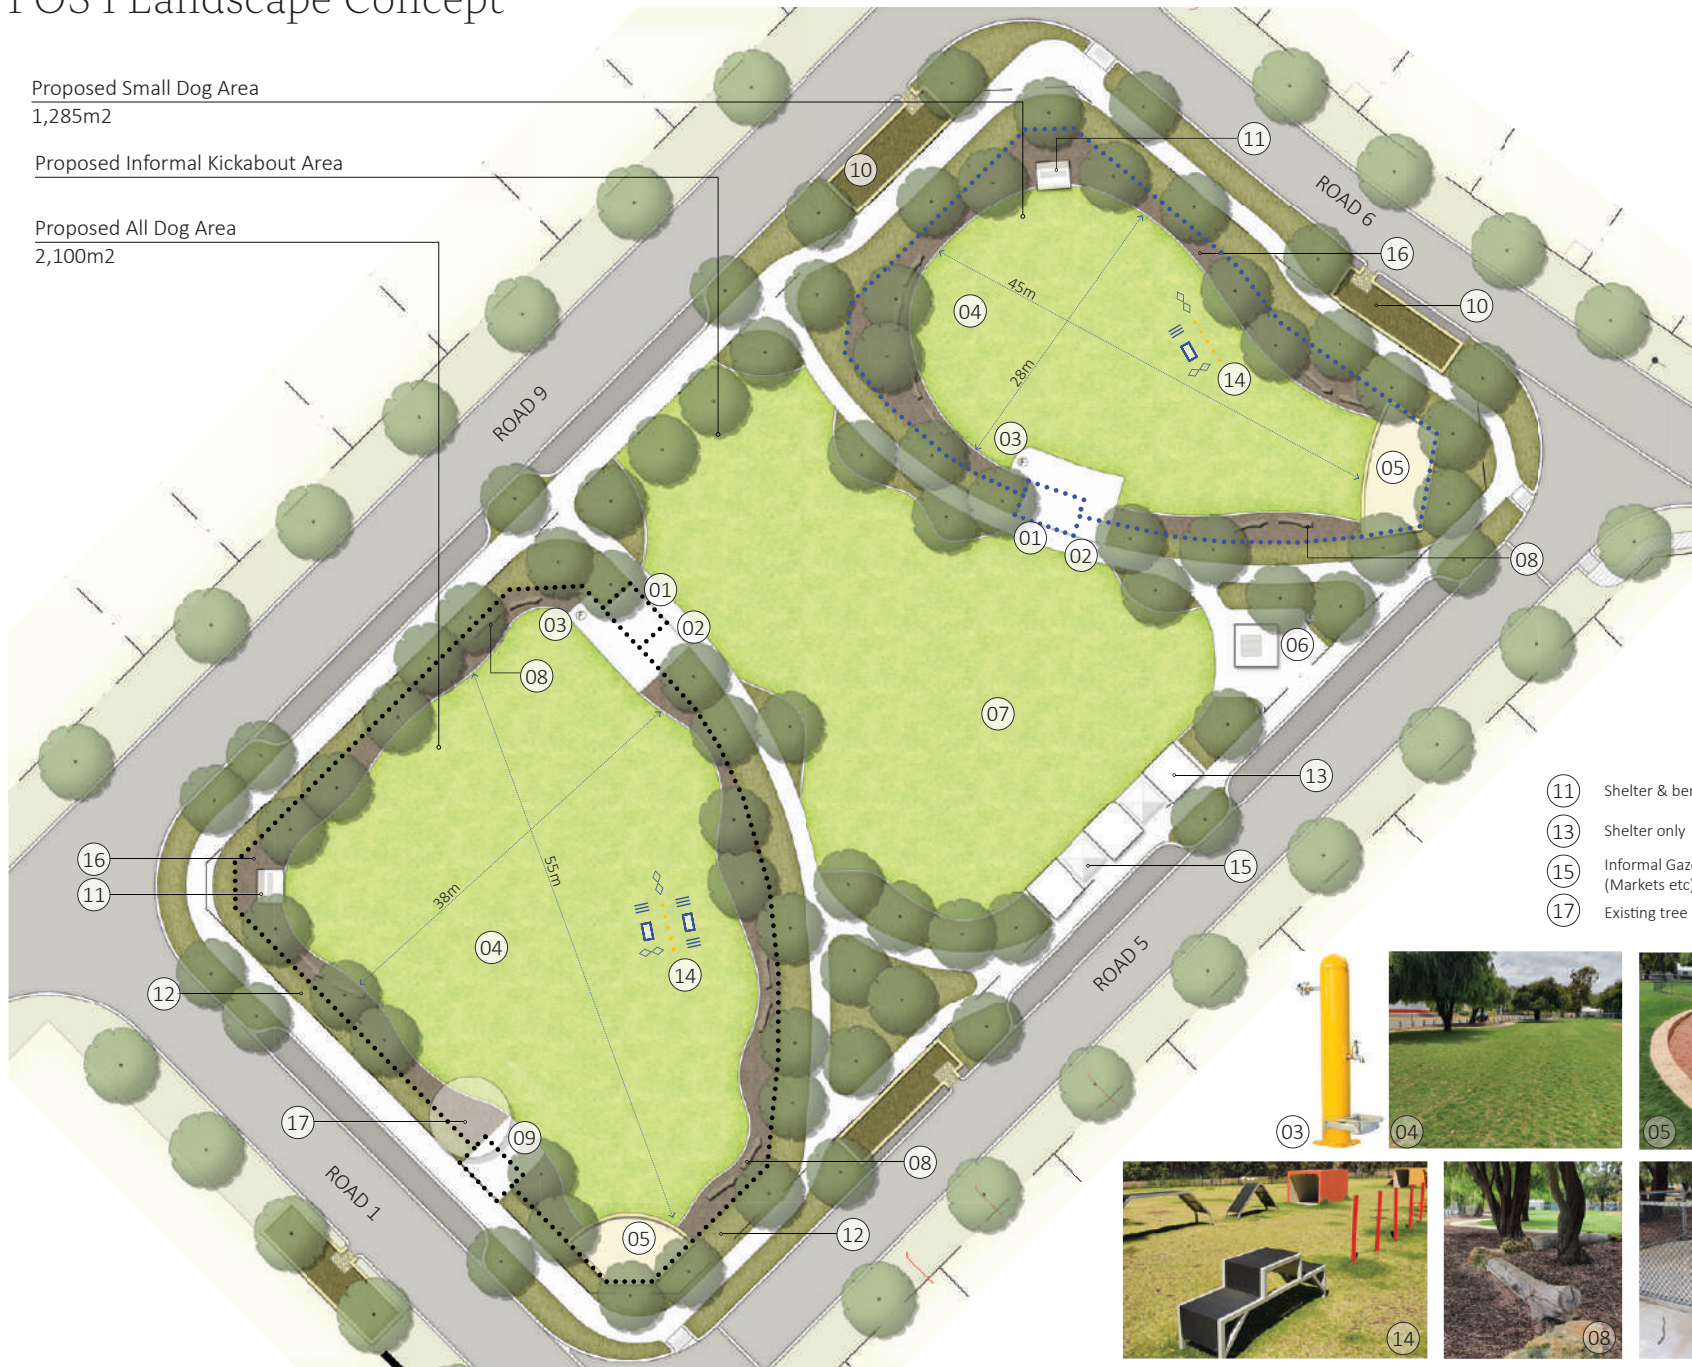 Landscape Concept
Proposed Small Dog Area
1,285m2
Proposed Informal Kickabout Area
Proposed All Dog Area
2,100m2
10
11
ROAD 6
16
10
04
45m
28m
14
03
05
01
02
08
ROAD 9
01
02
03
08
06
07
13
15
16
11
38m
55m
04
14
12
17
09
08
05
12
ROAD 1
ROAD 5
11 Shelter &
13 Shelter only
15 Informal
(Markets
17 Existing tree
03
04
05
14
08